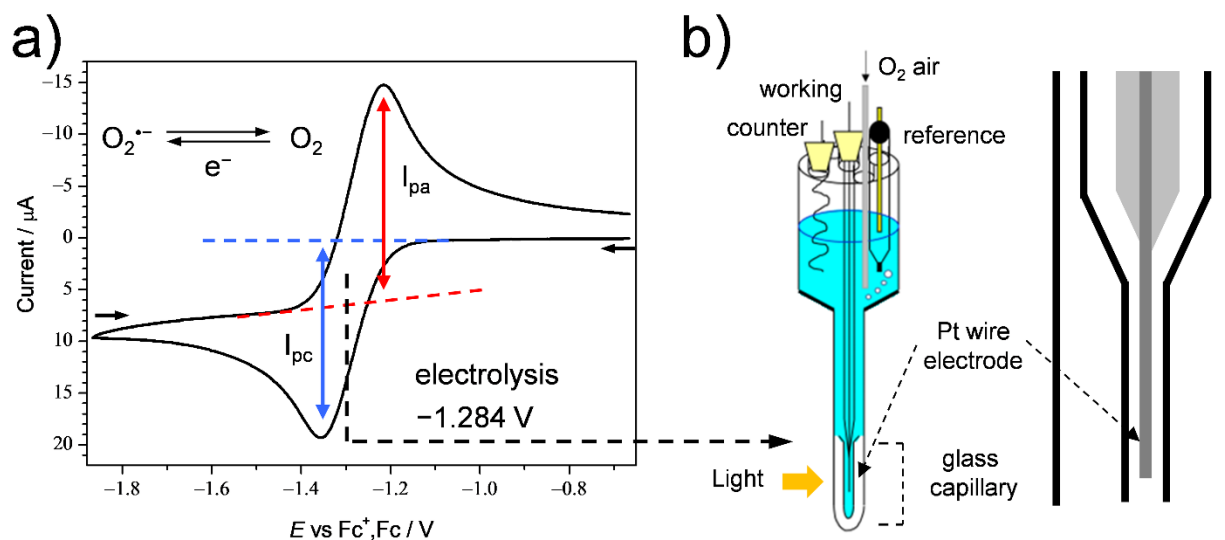 a)
−15
−10
−5
0
5
10
15
20
Current / μA
O₂•− O₂
e−
Ipa
Ipc
electrolysis
−1.284 V
−1.8 −1.6 −1.4 −1.2 −1.0 −0.8
E vs Fc⁺,Fc / V
b)
O₂ air
working
counter
reference
Pt wire
electrode
Light
glass
capillary